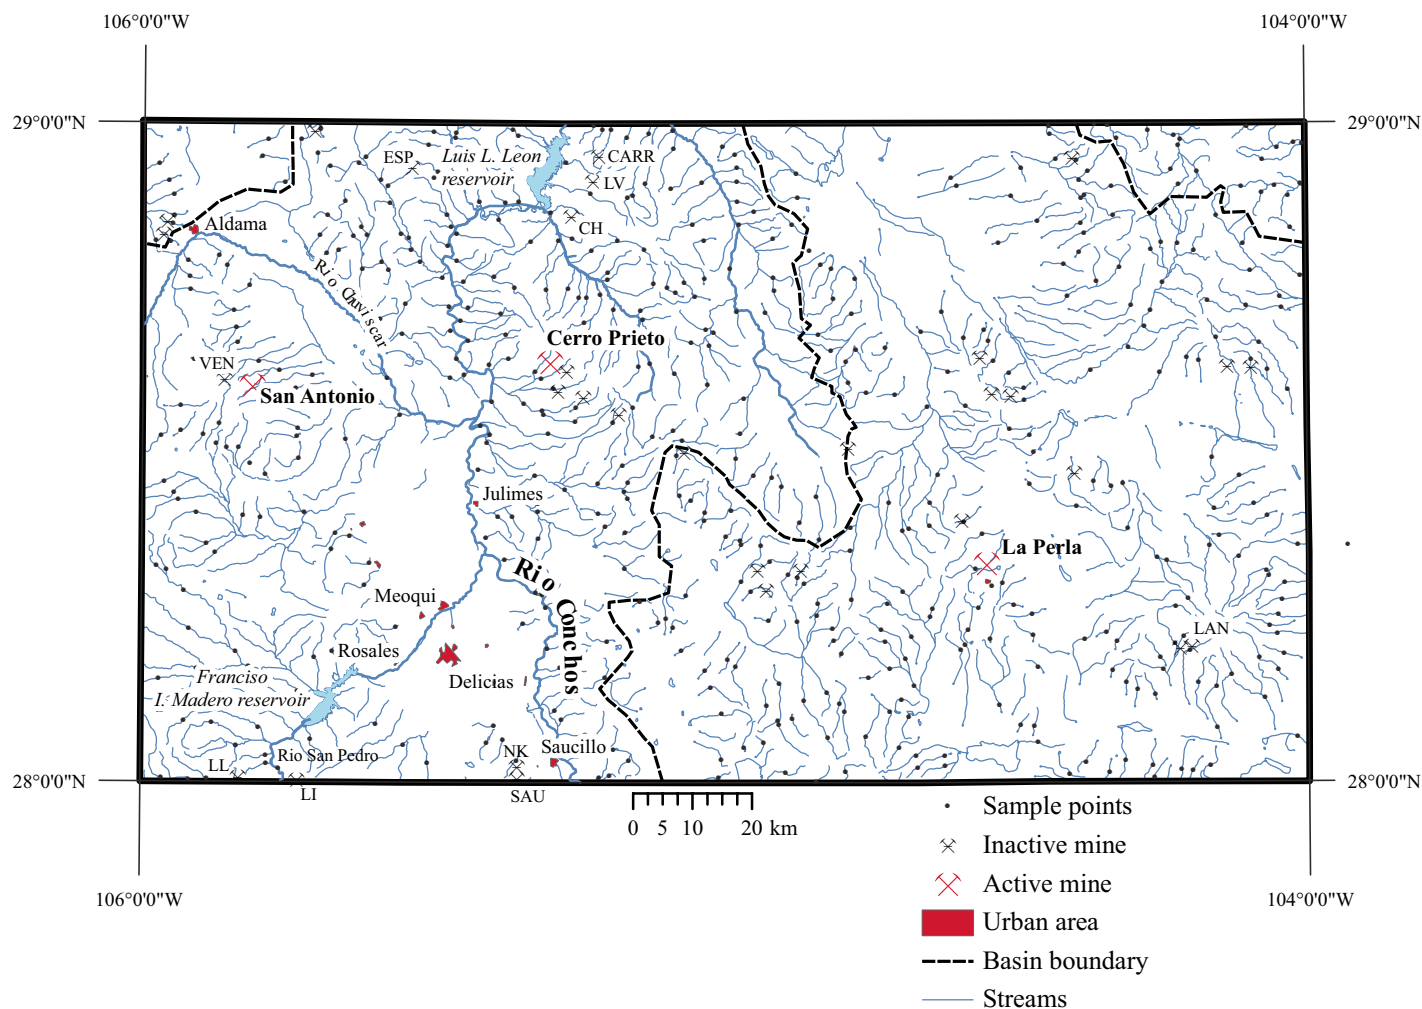 106°0'0"W
104°0'0"W
29°0'0"N
29°0'0"N
ESP
Luis L. Leon
reservoir
CARR
LV
CH
Aldama
Rio Chuviscar
Cerro Prieto
VEN
San Antonio
Julimes
La Perla
Rio Conchos
Meoqui
LAN
Rosales
Franciso
I. Madero reservoir
Delicias
Rio San Pedro
NK
Saucillo
LL
LI
SAU
28°0'0"N
28°0'0"N
0 5 10 20 km
Sample points
Inactive mine
Active mine
Urban area
Basin boundary
Streams
106°0'0"W
104°0'0"W